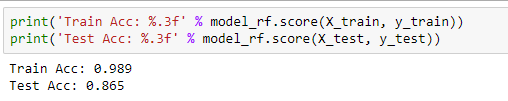 print('Train Acc: %.3f' % model_rf.score(X_train, y_train))
print('Test Acc: %.3f' % model_rf.score(X_test, y_test))
Train Acc: 0.989
Test Acc: 0.865